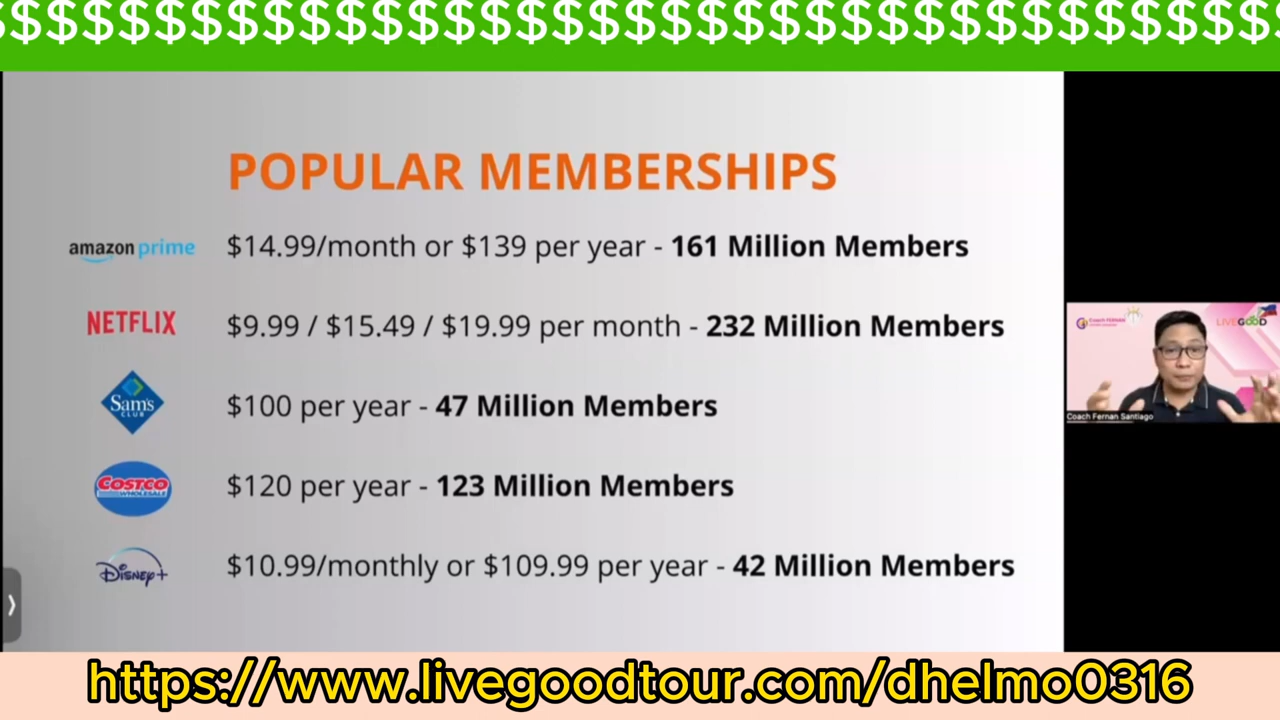 $$$$$$$$$$$$$$$$$$$$$$$$$$$$
POPULAR MEMBERSHIPS
amazon prime
$14.99/month or $139 per year - 161 Million Members
NETFLIX
$9.99 / $15.49 / $19.99 per month - 232 Million Members
Sam's
CLUB
$100 per year - 47 Million Members
COSTCO
WHOLESALE
$120 per year - 123 Million Members
Disney+
$10.99/monthly or $109.99 per year - 42 Million Members
Coach FERNAN
LIVEGOOD
Coach Fernan Santiago
https://www.livegoodtour.com/dhelmo0316